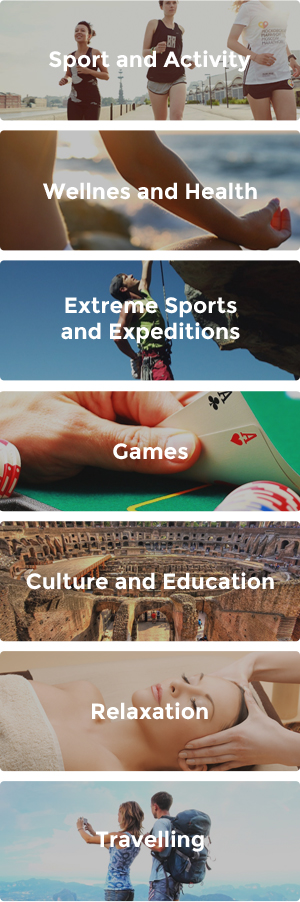 Sport and Activity
Wellnes and Health
Extreme Sports
and Expeditions
Games
A
A
Culture and Education
Relaxation
Travelling